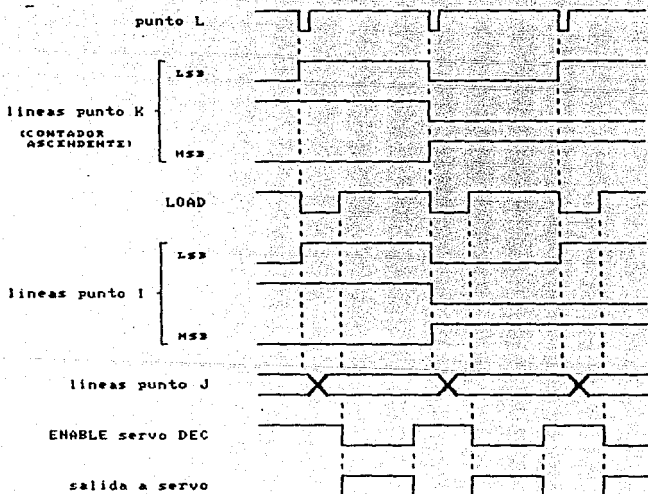 punto L
LSB
lineas punto K
(CONTADOR
ASCENDENTE)
MSB
LOAD
LSB
lineas punto I
MSB
lineas punto J
ENABLE servo DEC
salida a servo